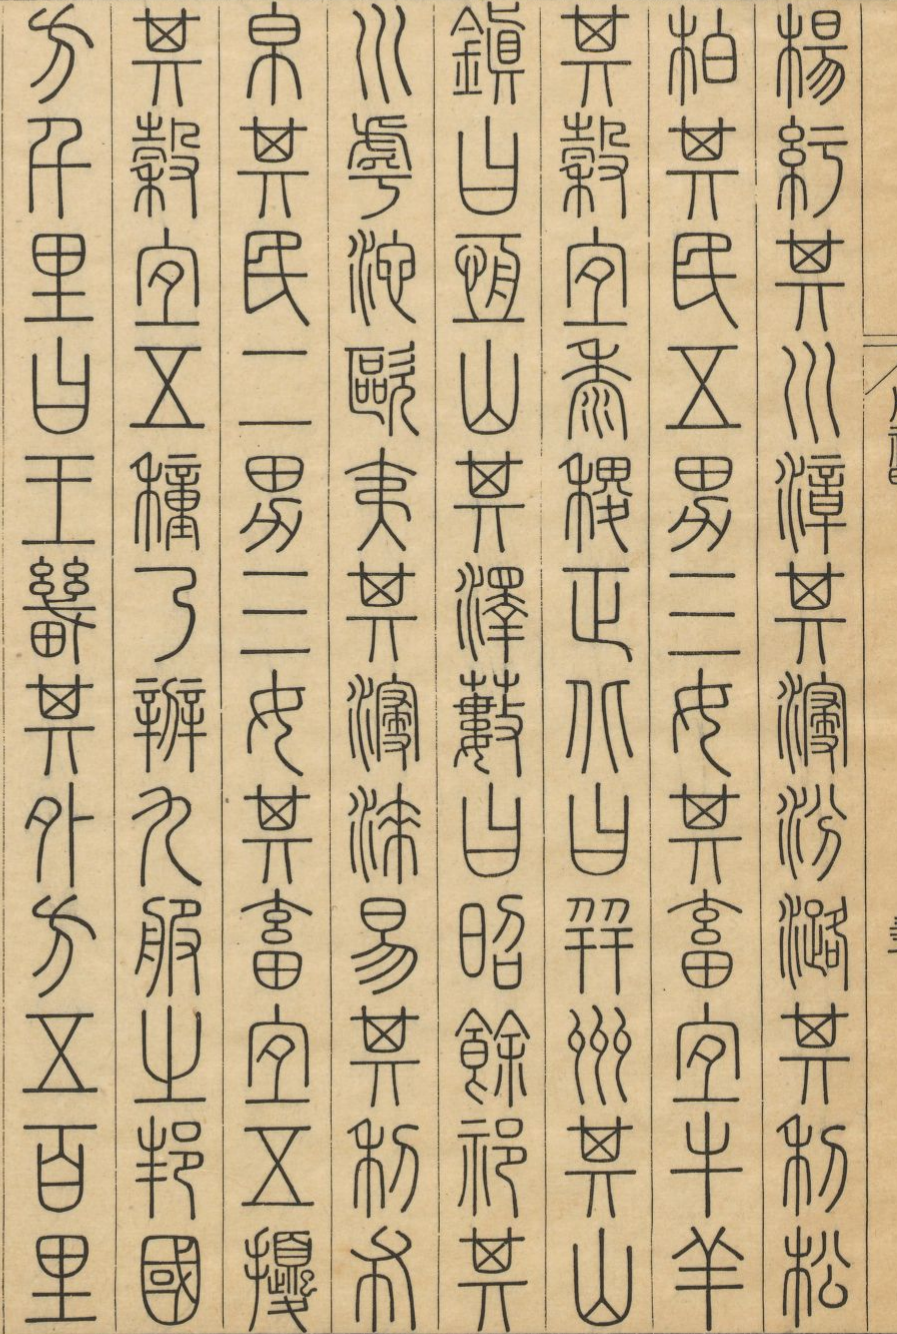 楊紆其川漳其浸汾潞其利松
柏其民五男三女其畜宜牛羊
其穀宜黍稷正北曰并州其山
鎮曰恆山其澤藪曰昭餘祁其
川虖池歐夷其浸淶易其利布
帛其民二男三女其畜宜五擾
其穀宜五種乃辨九服之邦國
方千里曰王畿其外方五百里